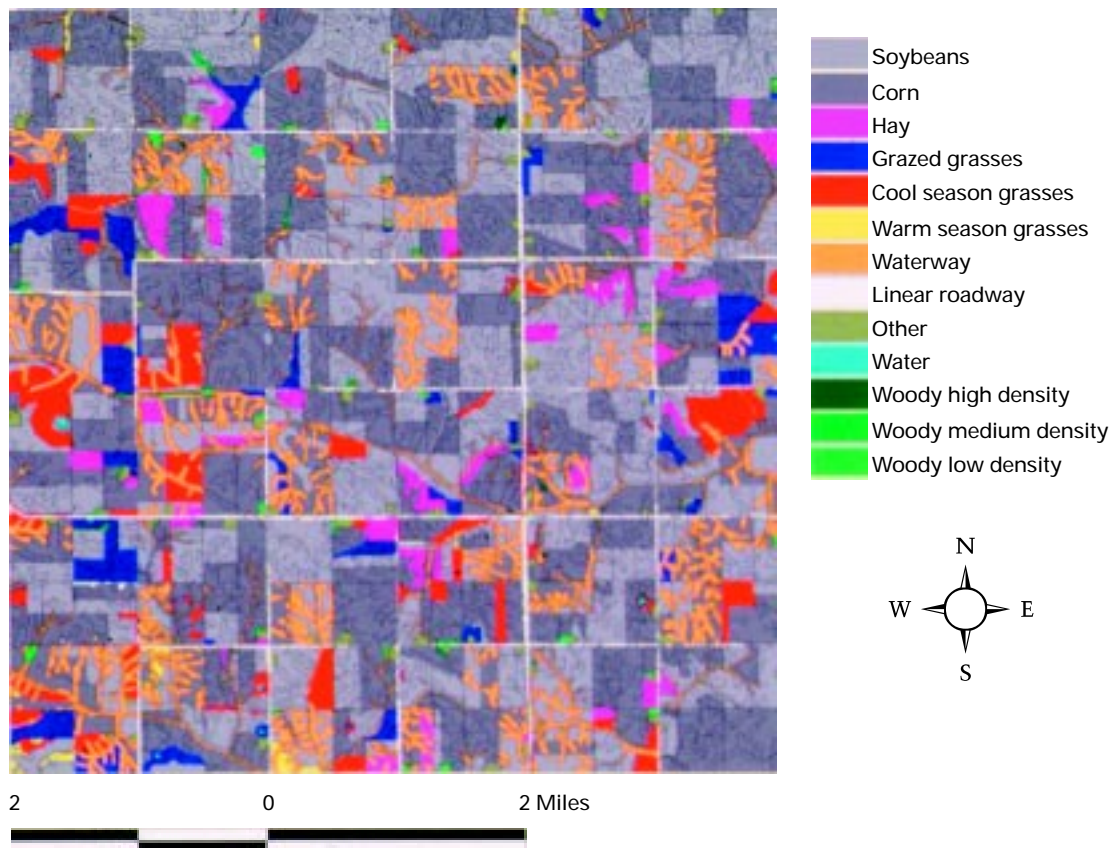 Soybeans
Corn
Hay
Grazed grasses
Cool season grasses
Warm season grasses
Waterway
Linear roadway
Other
Water
Woody high density
Woody medium density
Woody low density
N
W E
S
2 0 2 Miles